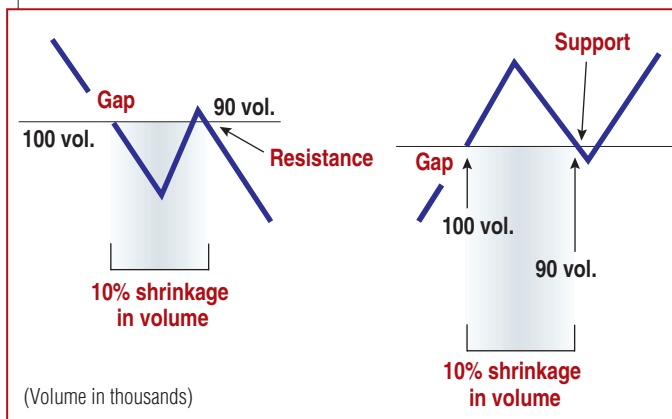 Gap
90 vol.
100 vol.
Resistance
10% shrinkage
in volume
(Volume in thousands)
Support
Gap
100 vol.
90 vol.
10% shrinkage
in volume